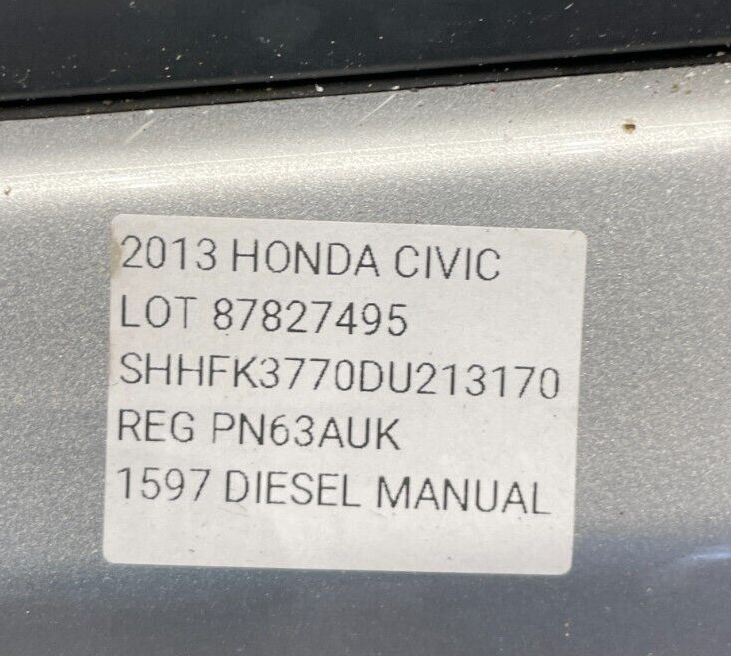 2013 HONDA CIVIC
LOT 87827495
SHHFK3770DU213170
REG PN63AUK
1597 DIESEL MANUAL